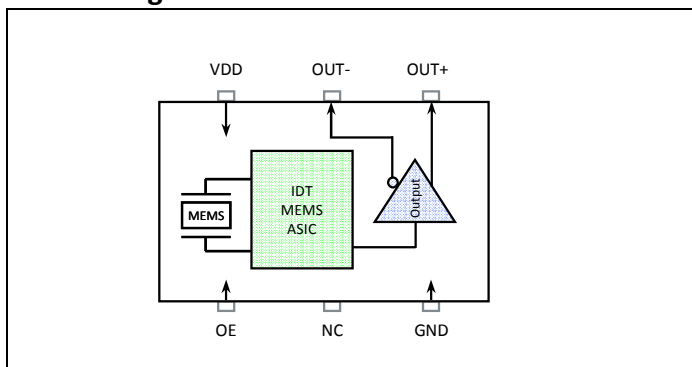 VDD OUT- OUT+
IDT
MEMS
ASIC
MEMS
Output
OE NC GND